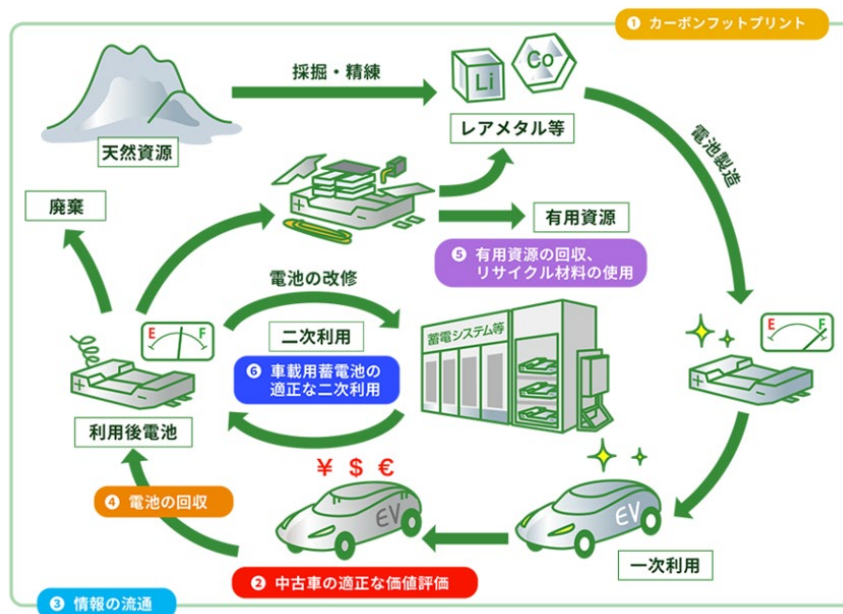 ❶ カーボンフットプリント
採掘・精練
Li
Co
天然資源
レアメタル等
電池製造
廃棄
有用資源
❺ 有用資源の回収、
リサイクル材料の使用
電池の改修
E
F
二次利用
蓄電システム等
E
F
❻ 車載用蓄電池の
適正な二次利用
利用後電池
¥ $ €
❹ 電池の回収
EV
EV
一次利用
❷ 中古車の適正な価値評価
❸ 情報の流通